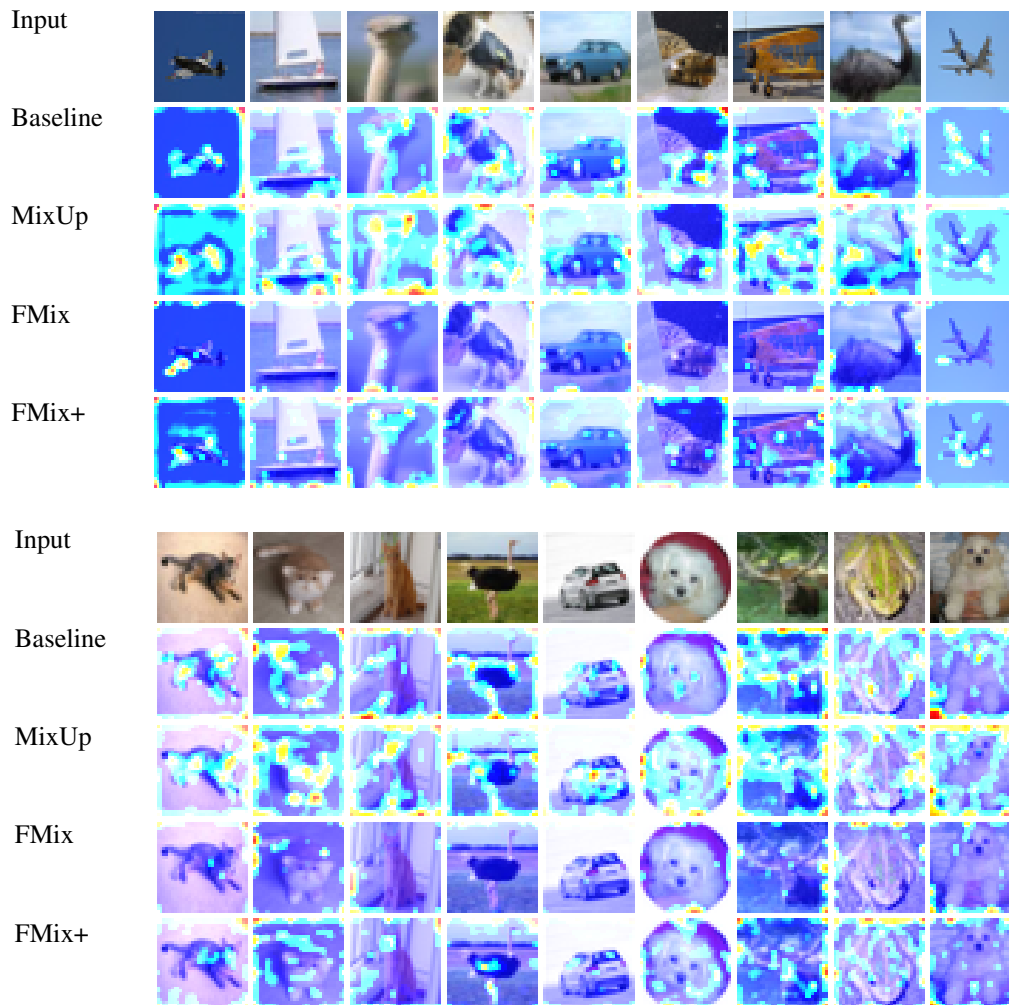 Input
Baseline
MixUp
FMix
FMix+
Input
Baseline
MixUp
FMix
FMix+